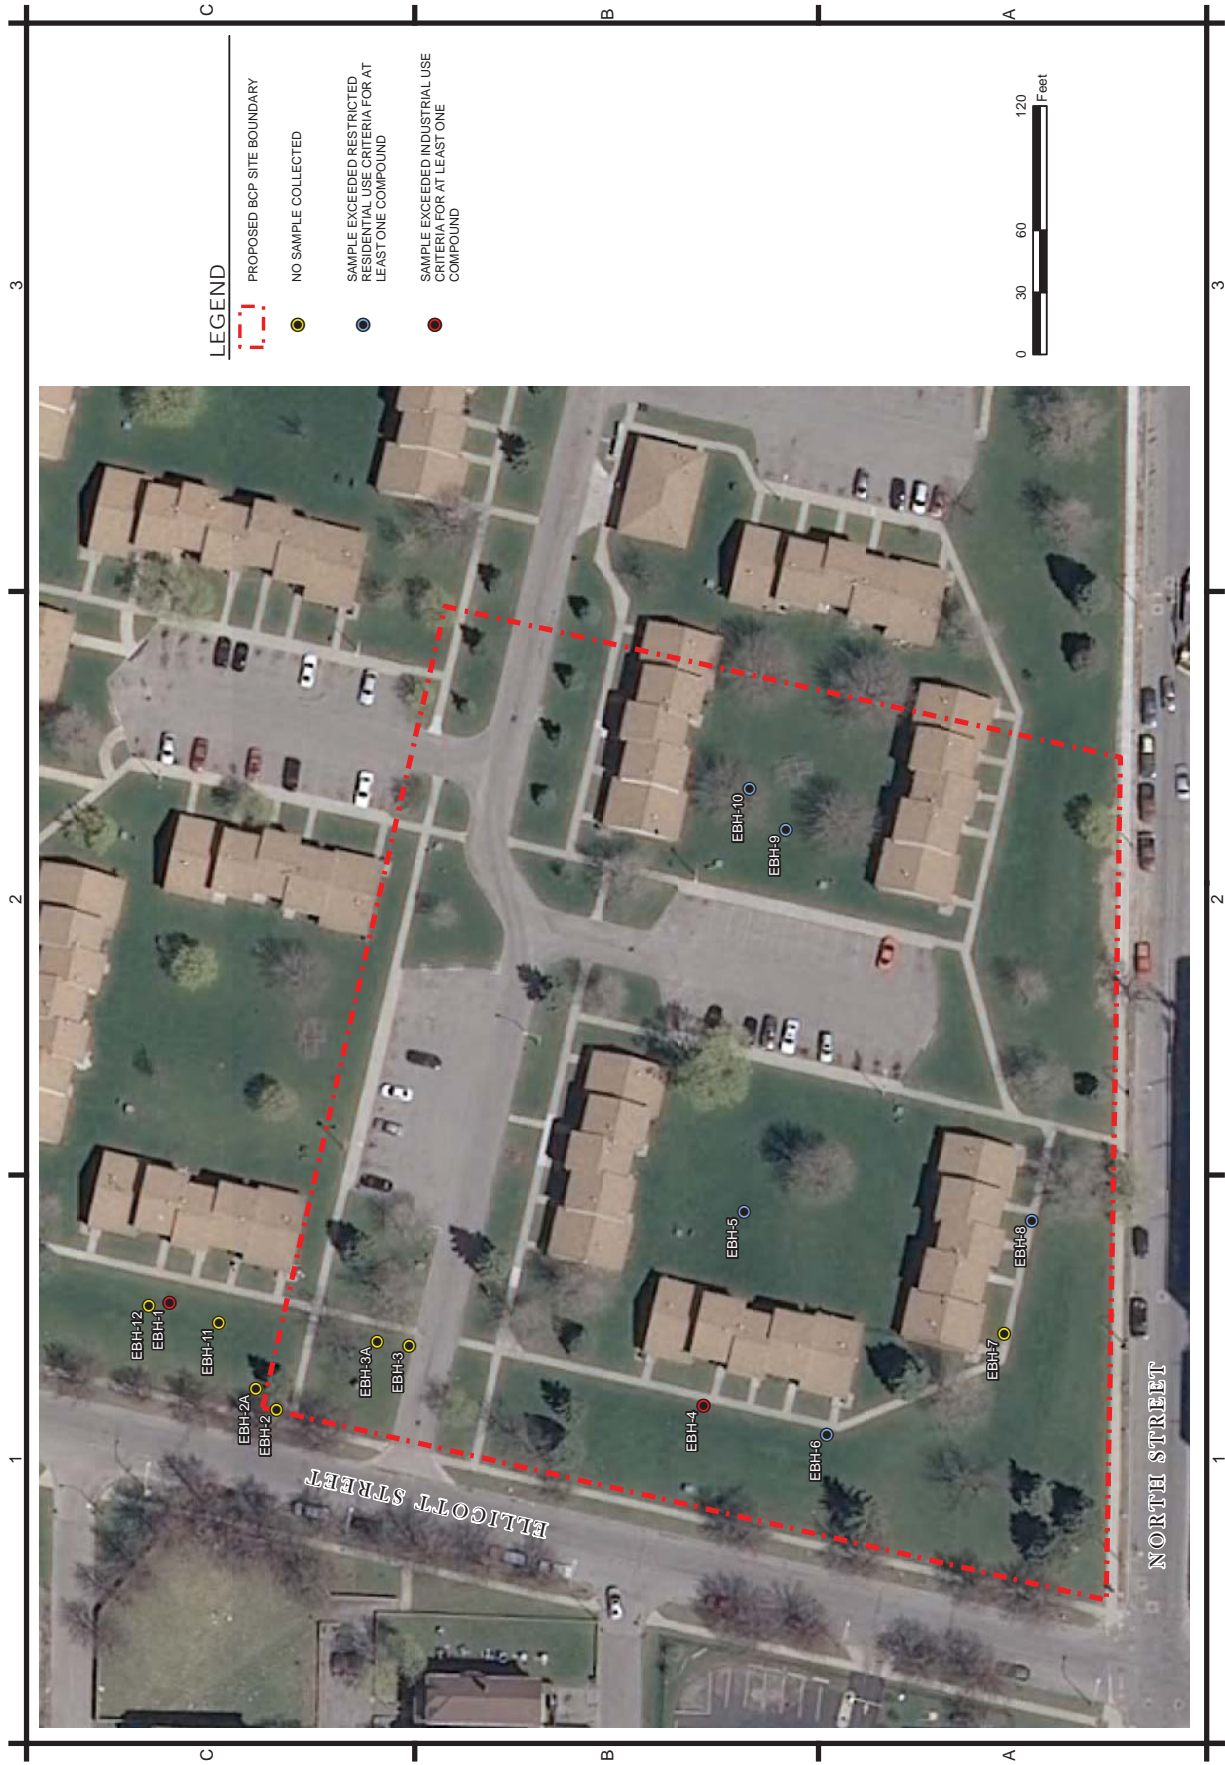 1
2
3
C
B
A
LEGEND
PROPOSED BCP SITE BOUNDARY
NO SAMPLE COLLECTED
SAMPLE EXCEEDED RESTRICTED
RESIDENTIAL USE CRITERIA FOR AT
LEAST ONE COMPOUND
SAMPLE EXCEEDED INDUSTRIAL USE
CRITERIA FOR AT LEAST ONE
COMPOUND
EBH-12
EBH-1
EBH-11
EBH-2A
EBH-2
EBH-3A
EBH-3
EBH-4
EBH-5
EBH-6
EBH-7
EBH-8
EBH-9
EBH-10
ELLICOTT STREET
NORTH STREET
0 30 60 120
Feet
C
B
A
1
2
3